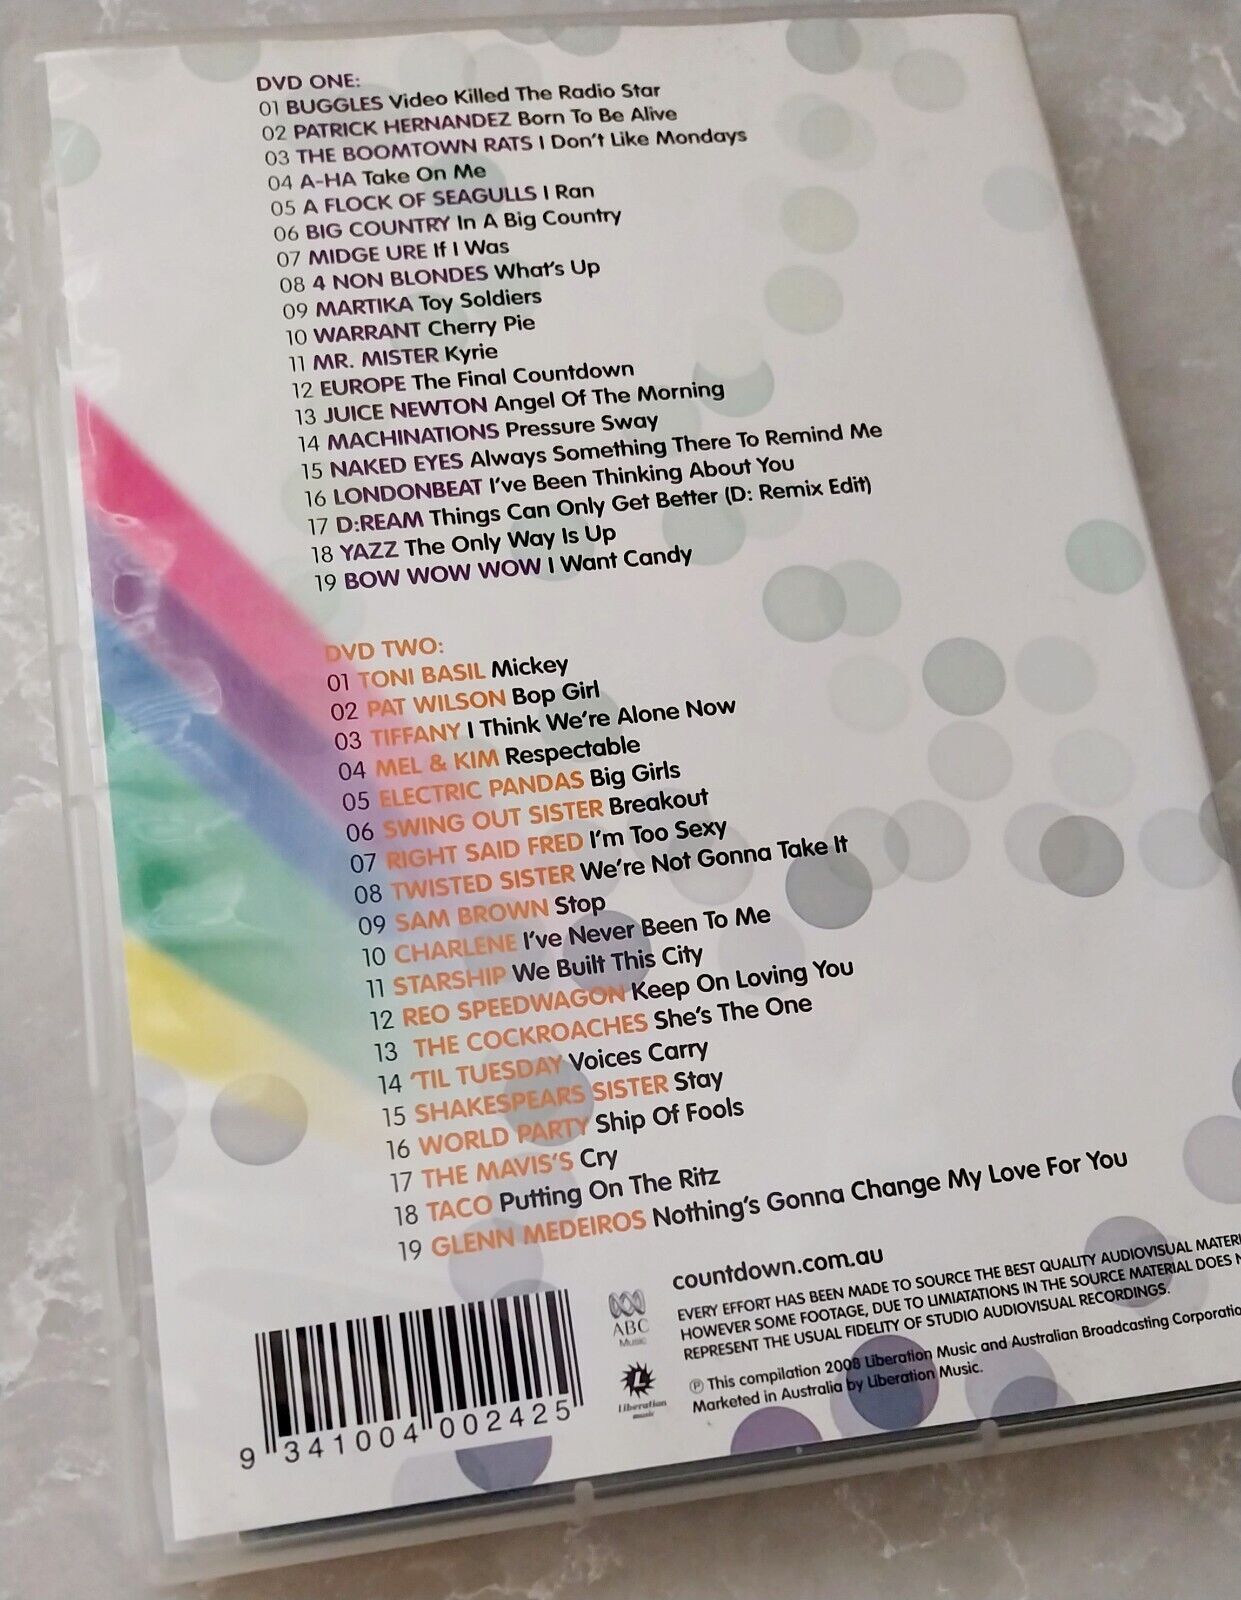 DVD ONE:
01 BUGGLES Video Killed The Radio Star
02 PATRICK HERNANDEZ Born To Be Alive
03 THE BOOMTOWN RATS I Don't Like Mondays
04 A-HA Take On Me
05 A FLOCK OF SEAGULLS I Ran
06 BIG COUNTRY In A Big Country
07 MIDGE URE If I Was
08 4 NON BLONDES What's Up
09 MARTIKA Toy Soldiers
10 WARRANT Cherry Pie
11 MR. MISTER Kyrie
12 EUROPE The Final Countdown
13 JUICE NEWTON Angel Of The Morning
14 MACHINATIONS Pressure Sway
15 NAKED EYES Always Something There To Remind Me
16 LONDONBEAT I've Been Thinking About You
17 D:REAM Things Can Only Get Better (D: Remix Edit)
18 YAZZ The Only Way Is Up
19 BOW WOW WOW I Want Candy
DVD TWO:
01 TONI BASIL Mickey
02 PAT WILSON Bop Girl
03 TIFFANY I Think We're Alone Now
04 MEL & KIM Respectable
05 ELECTRIC PANDAS Big Girls
06 SWING OUT SISTER Breakout
07 RIGHT SAID FRED I'm Too Sexy
08 TWISTED SISTER We're Not Gonna Take It
09 SAM BROWN Stop
10 CHARLENE I've Never Been To Me
11 STARSHIP We Built This City
12 REO SPEEDWAGON Keep On Loving You
13 THE COCKROACHES She's The One
14 'TIL TUESDAY Voices Carry
15 SHAKESPEARS SISTER Stay
16 WORLD PARTY Ship Of Fools
17 THE MAVIS'S Cry
18 TACO Putting On The Ritz
19 GLENN MEDEIROS Nothing's Gonna Change My Love For You
countdown.com.au
EVERY EFFORT HAS BEEN MADE TO SOURCE THE BEST QUALITY AUDIOVISUAL MATERI
HOWEVER SOME FOOTAGE, DUE TO LIMIATATIONS IN THE SOURCE MATERIAL DOES N
REPRESENT THE USUAL FIDELITY OF STUDIO AUDIOVISUAL RECORDINGS.
℗ This compilation 2008 Liberation Music and Australian Broadcasting Corporatio
Marketed in Australia by Liberation Music.
ABC
Music
L
Liberation
music
9 341004 002425